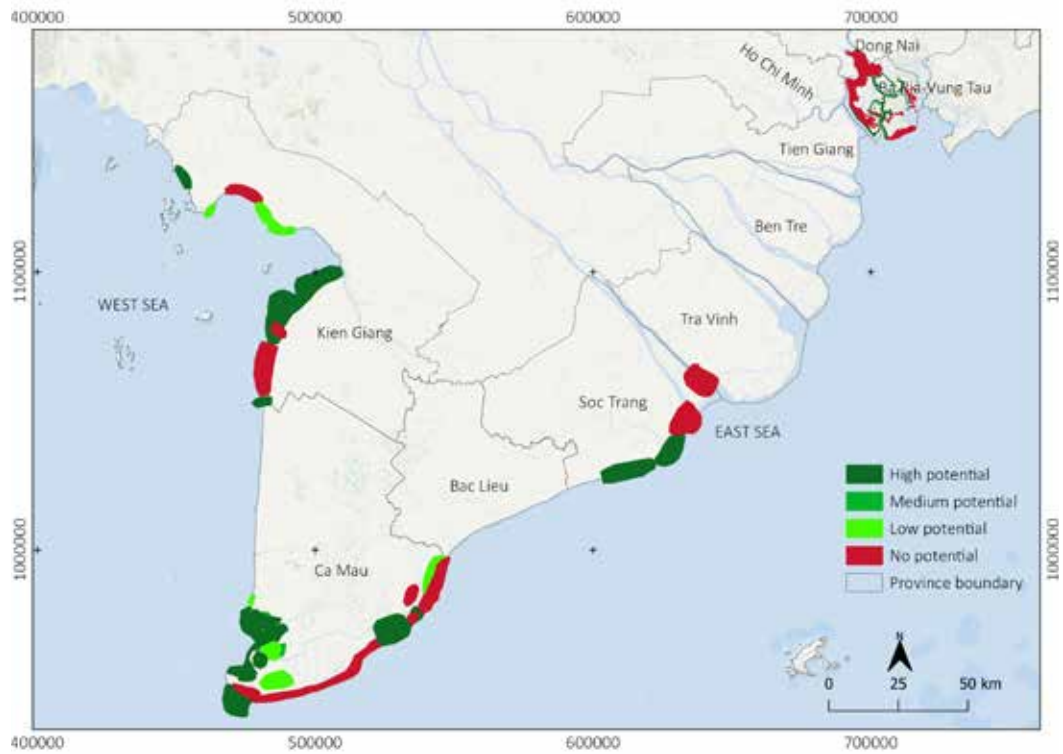 400000 500000 600000 700000
Dong Nai
Ho Chi Minh
Ba Ria-Vung Tau
Tien Giang
Ben Tre
1100000 1100000
WEST SEA
Tra Vinh
Kien Giang
Soc Trang
EAST SEA
High potential
Bac Lieu
Medium potential
Low potential
1000000 1000000
No potential
Ca Mau
Province boundary
N
0 25 50 km
400000 500000 600000 700000